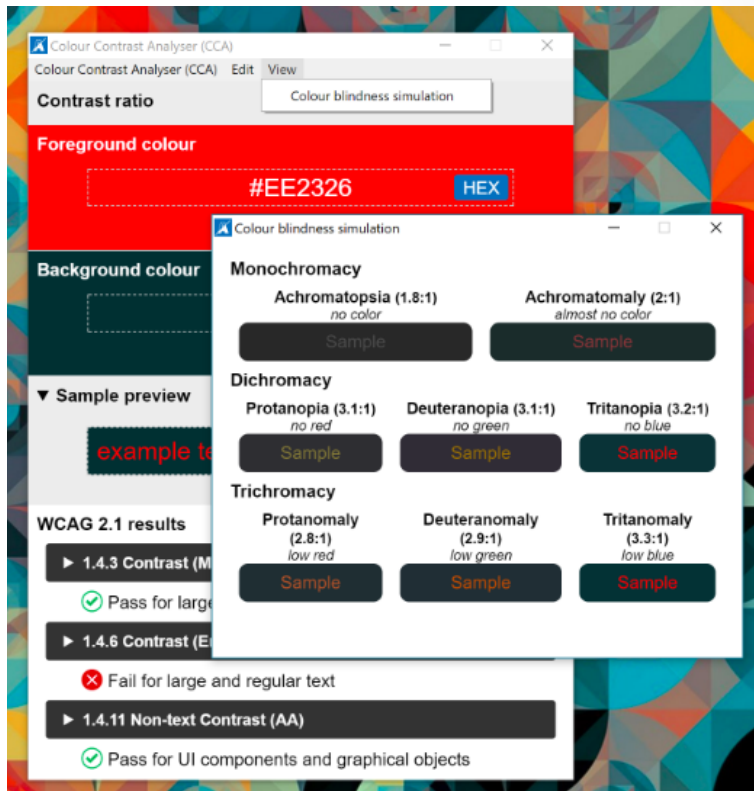 Colour Contrast Analyser (CCA)
Colour Contrast Analyser (CCA) Edit View
Colour blindness simulation
Contrast ratio
Foreground colour
#EE2326 HEX
Background colour
▼ Sample preview
example te
WCAG 2.1 results
▶ 1.4.3 Contrast (M
Pass for large
▶ 1.4.6 Contrast (E
Fail for large and regular text
▶ 1.4.11 Non-text Contrast (AA)
Pass for UI components and graphical objects
Colour blindness simulation
Monochromacy
Achromatopsia (1.8:1)
no color
Sample
Achromatomaly (2:1)
almost no color
Sample
Dichromacy
Protanopia (3.1:1)
no red
Sample
Deuteranopia (3.1:1)
no green
Sample
Tritanopia (3.2:1)
no blue
Sample
Trichromacy
Protanomaly
(2.8:1)
low red
Sample
Deuteranomaly
(2.9:1)
low green
Sample
Tritanomaly
(3.3:1)
low blue
Sample